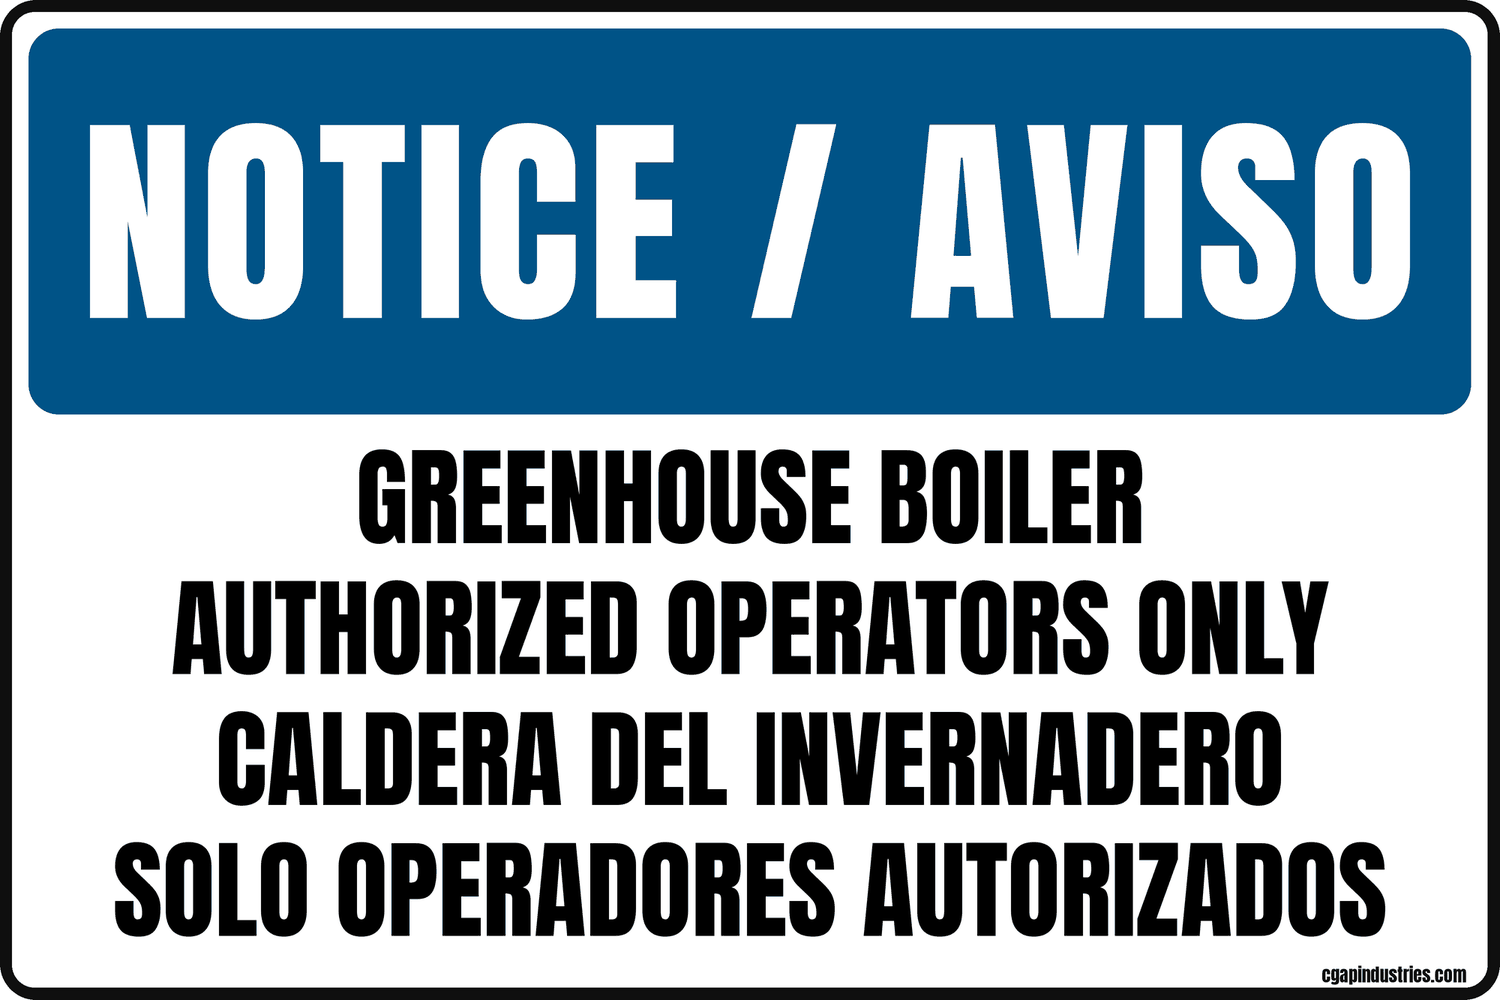 NOTICE / AVISO
GREENHOUSE BOILER
AUTHORIZED OPERATORS ONLY
CALDERA DEL INVERNADERO
SOLO OPERADORES AUTORIZADOS
cgapindustries.com